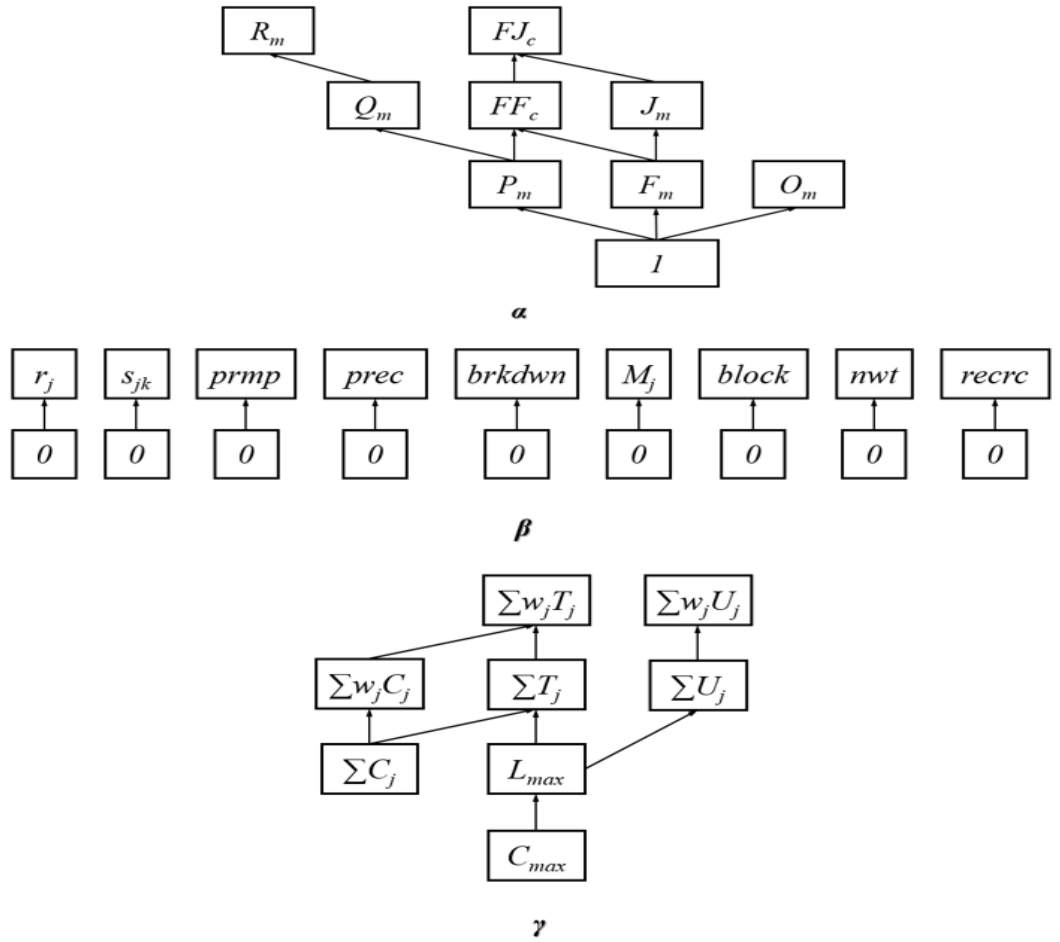 R_m FJ_c
Q_m FF_c J_m
P_m F_m O_m
1
α
r_j s_jk prmp prec brkdwn M_j block nwt recrc
0 0 0 0 0 0 0 0 0
β
∑w_jT_j ∑w_jU_j
∑w_jC_j ∑T_j ∑U_j
∑C_j L_max
C_max
γ